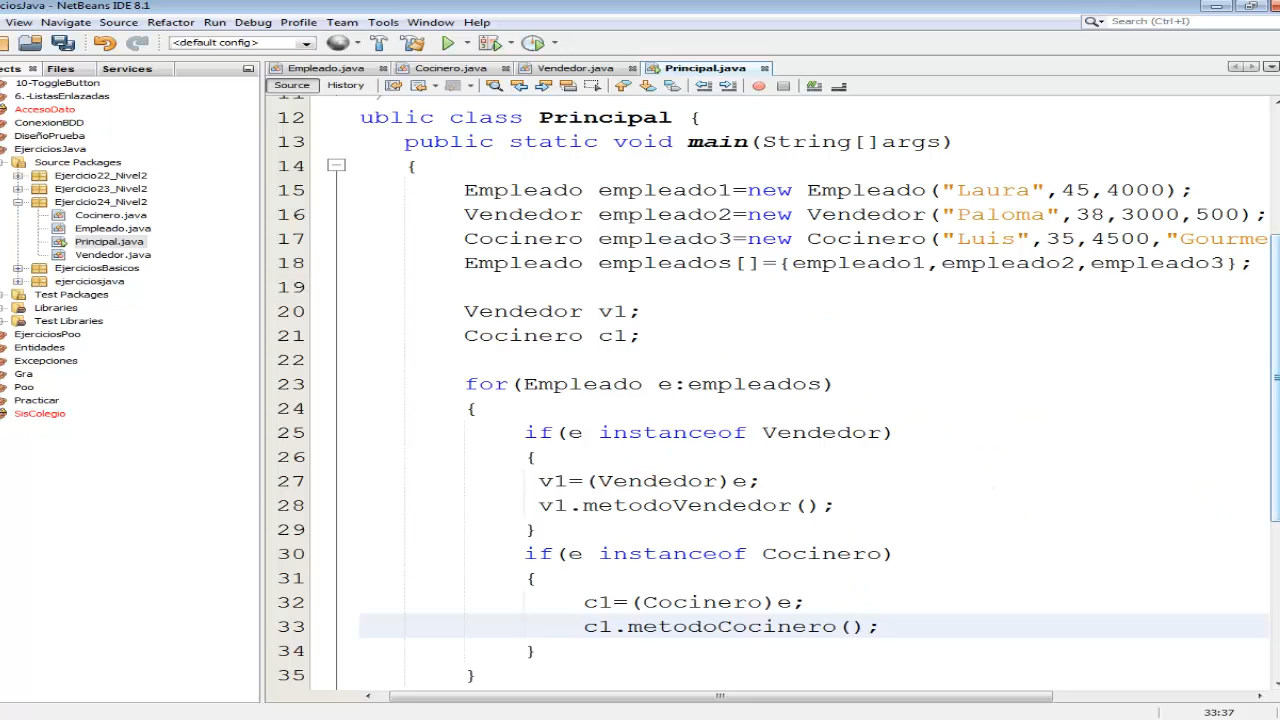 ciosJava - NetBeans IDE 8.1
View Navigate Source Refactor Run Debug Profile Team Tools Window Help
Search (Ctrl+I)
<default config>
ects Files Services
Empleado.java Cocinero.java Vendedor.java Principal.java
Source History
10-ToggleButton
6.-ListasEnlazadas
AccesoDato
ConexionBDD
DiseñoPrueba
EjerciciosJava
Source Packages
Ejercicio22_Nivel2
Ejercicio23_Nivel2
Ejercicio24_Nivel2
Cocinero.java
Empleado.java
Principal.java
Vendedor.java
EjerciciosBasicos
ejerciciosjava
Test Packages
Libraries
Test Libraries
EjerciciosPoo
Entidades
Excepciones
Gra
Poo
Practicar
SisColegio
12 ublic class Principal {
13 public static void main(String[]args)
14 {
15 Empleado empleado1=new Empleado("Laura",45,4000);
16 Vendedor empleado2=new Vendedor("Paloma",38,3000,500);
17 Cocinero empleado3=new Cocinero("Luis",35,4500,"Gourme
18 Empleado empleados[]={empleado1,empleado2,empleado3};
19
20 Vendedor v1;
21 Cocinero c1;
22
23 for(Empleado e:empleados)
24 {
25 if(e instanceof Vendedor)
26 {
27 v1=(Vendedor)e;
28 v1.metodoVendedor();
29 }
30 if(e instanceof Cocinero)
31 {
32 c1=(Cocinero)e;
33 c1.metodoCocinero();
34 }
35 }
33:37